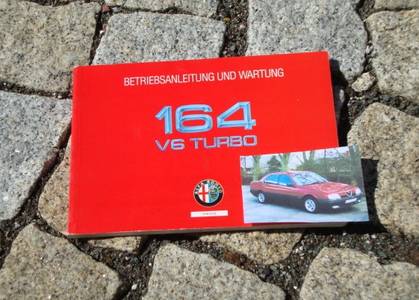 BETRIEBSANLEITUNG UND WARTUNG
164
V6 TURBO